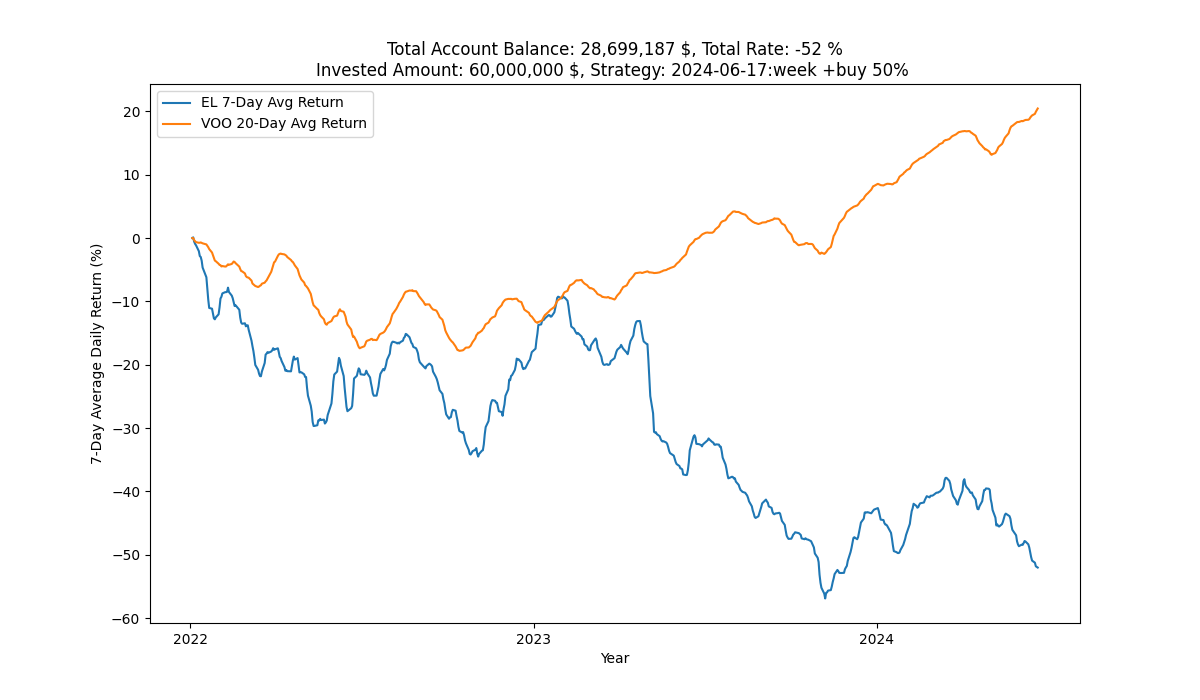 Total Account Balance: 28,699,187 $, Total Rate: -52 %
Invested Amount: 60,000,000 $, Strategy: 2024-06-17:week +buy 50%
EL 7-Day Avg Return
VOO 20-Day Avg Return
7-Day Average Daily Return (%)
20
10
0
−10
−20
−30
−40
−50
−60
2022
2023
2024
Year